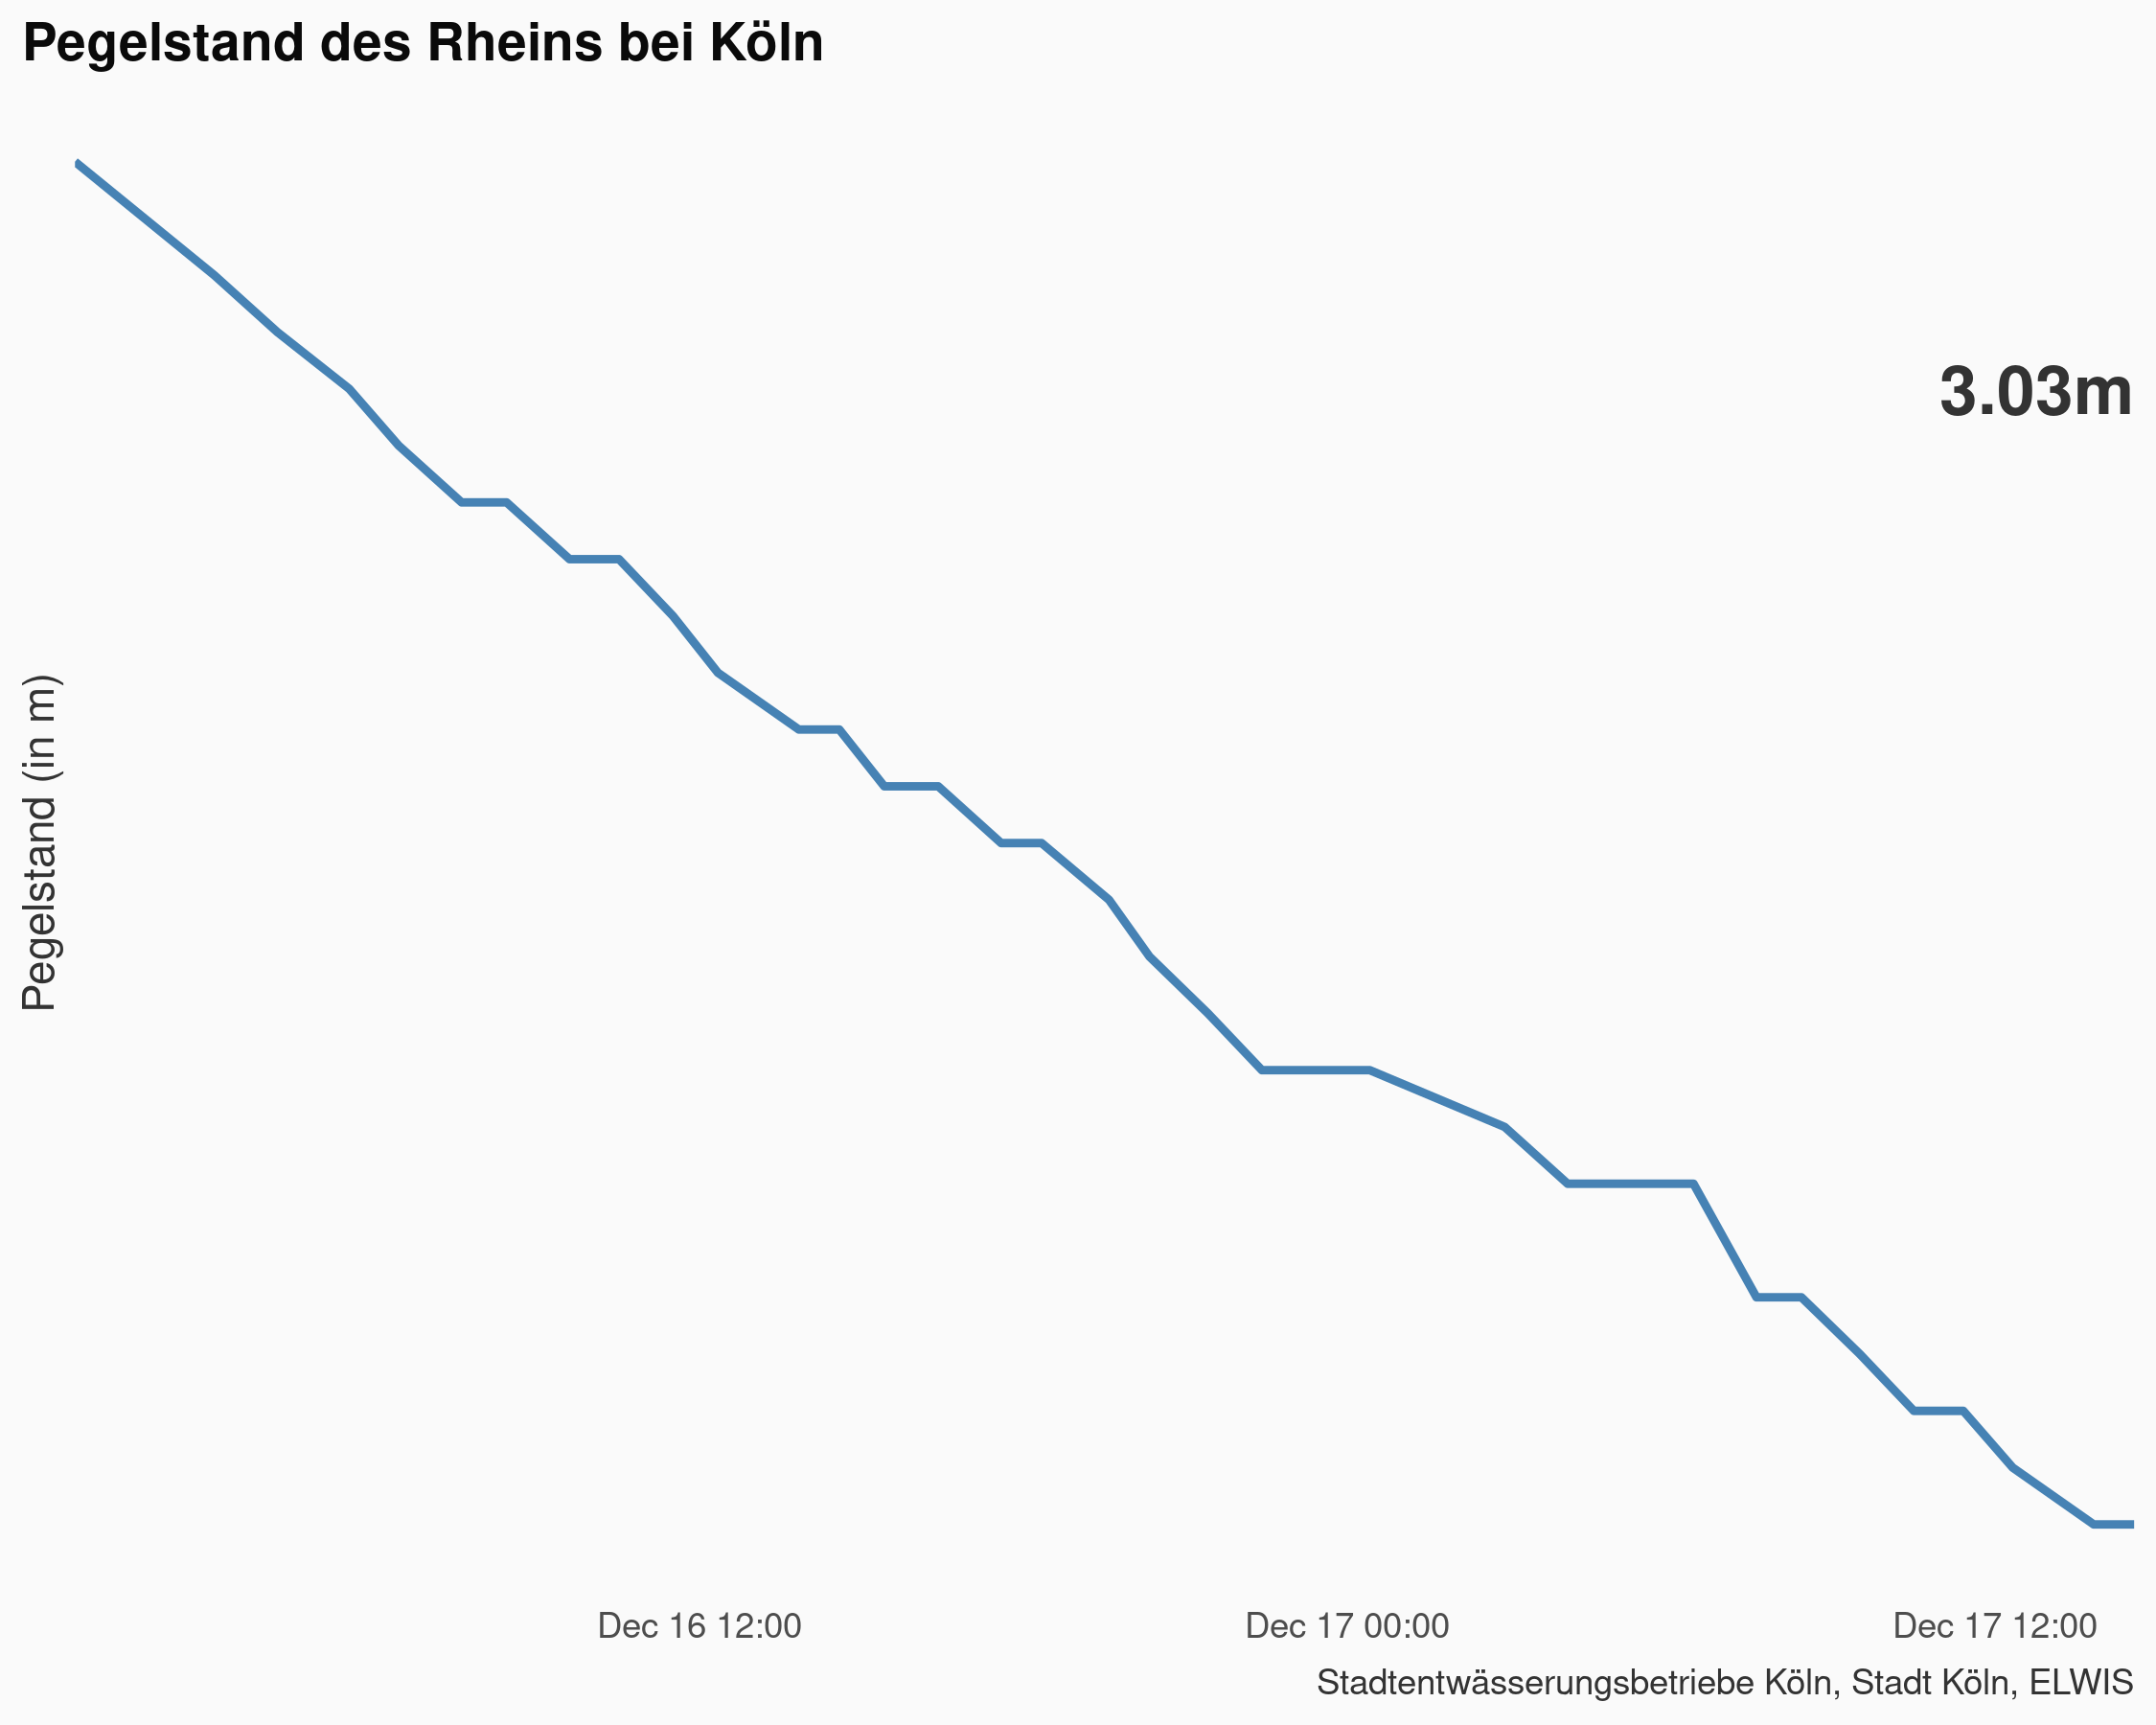 Pegelstand des Rheins bei Köln
3.03m
Pegelstand (in m)
Dec 16 12:00
Dec 17 00:00
Dec 17 12:00
Stadtentwässerungsbetriebe Köln, Stadt Köln, ELWIS